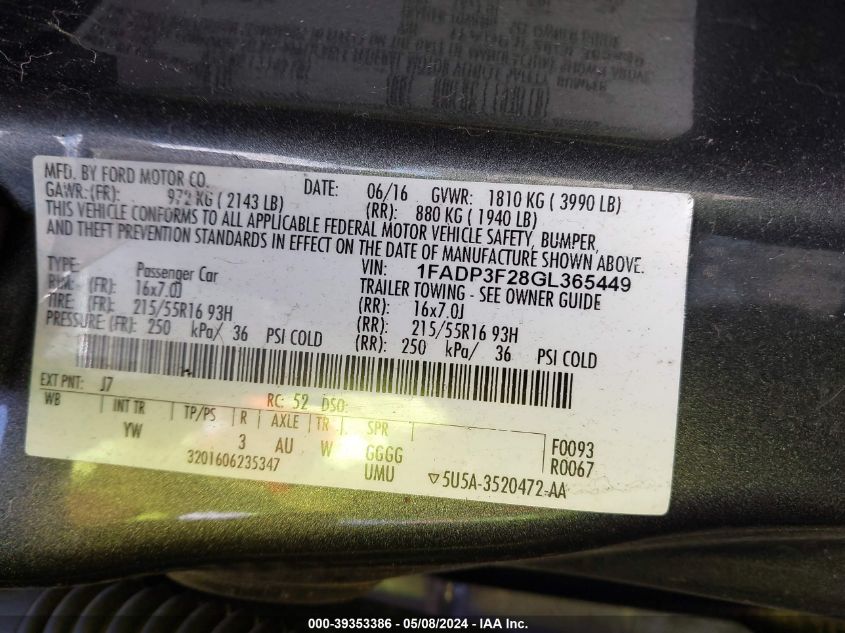 MFD. BY FORD MOTOR CO.
DATE: 06/16 GVWR: 1810 KG ( 3990 LB)
GAWR: (FR): 972 KG ( 2143 LB) (RR): 880 KG ( 1940 LB)
THIS VEHICLE CONFORMS TO ALL APPLICABLE FEDERAL MOTOR VEHICLE SAFETY, BUMPER,
AND THEFT PREVENTION STANDARDS IN EFFECT ON THE DATE OF MANUFACTURE SHOWN ABOVE.
VIN: 1FADP3F28GL365449
TYPE: Passenger Car TRAILER TOWING - SEE OWNER GUIDE
RIM: (FR): 16x7.0J (RR): 16x7.0J
TIRE: (FR): 215/55R16 93H (RR): 215/55R16 93H
PRESSURE: (FR): 250 kPa/ 36 PSI COLD (RR): 250 kPa/ 36 PSI COLD
EXT PNT: J7 RC: 52 DSO:
WB INT TR TP/PS R AXLE TR SPR
YW 3 AU W GGGG F0093
3201606235347 UMU R0067
▽5U5A-3520472-AA
000-39353386 - 05/08/2024 - IAA Inc.